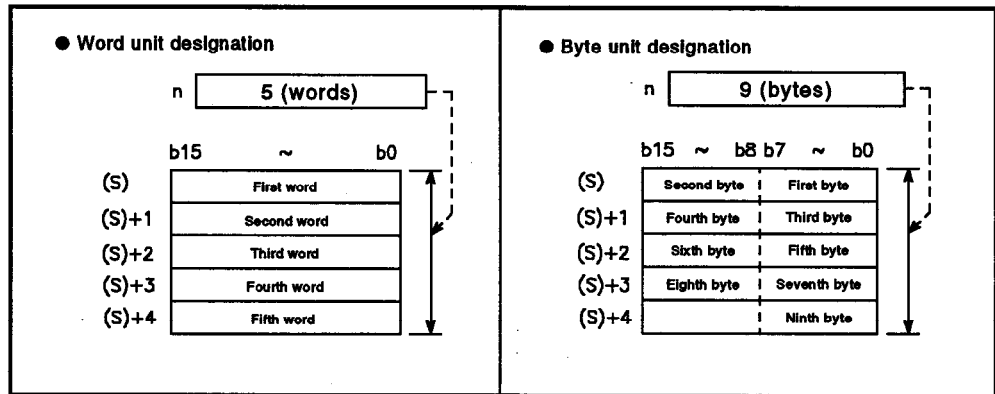 ● Word unit designation
n 5 (words)
b15 ~ b0
(S) First word
(S)+1 Second word
(S)+2 Third word
(S)+3 Fourth word
(S)+4 Fifth word
● Byte unit designation
n 9 (bytes)
b15 ~ b8 b7 ~ b0
(S) Second byte First byte
(S)+1 Fourth byte Third byte
(S)+2 Sixth byte Fifth byte
(S)+3 Eighth byte Seventh byte
(S)+4 Ninth byte